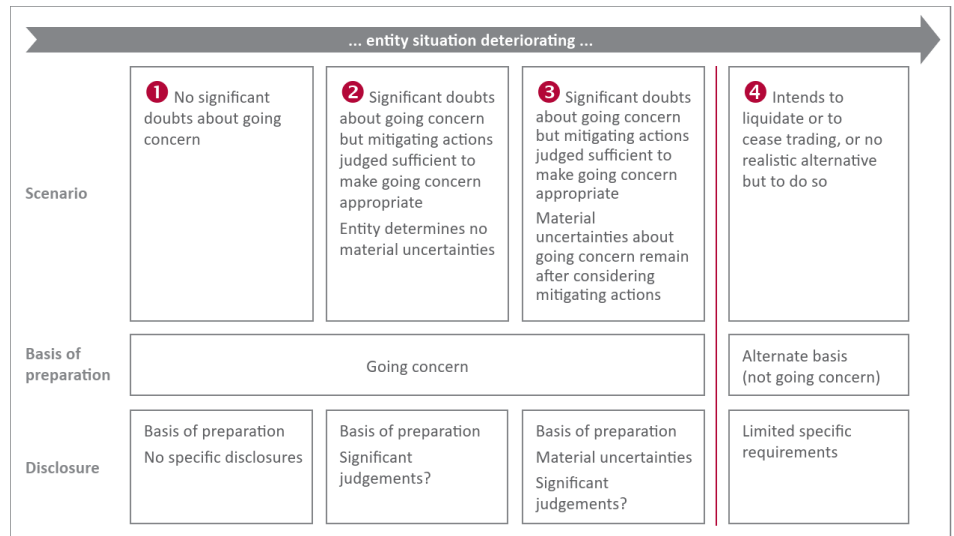 ... entity situation deteriorating ...
Scenario
1 No significant
doubts about going
concern
2 Significant doubts
about going concern
but mitigating actions
judged sufficient to
make going concern
appropriate
Entity determines no
material uncertainties
3 Significant doubts
about going concern
but mitigating actions
judged sufficient to
make going concern
appropriate
Material
uncertainties about
going concern remain
after considering
mitigating actions
4 Intends to
liquidate or to
cease trading, or no
realistic alternative
but to do so
Basis of
preparation
Going concern
Alternate basis
(not going concern)
Disclosure
Basis of preparation
No specific disclosures
Basis of preparation
Significant
judgements?
Basis of preparation
Material uncertainties
Significant
judgements?
Limited specific
requirements